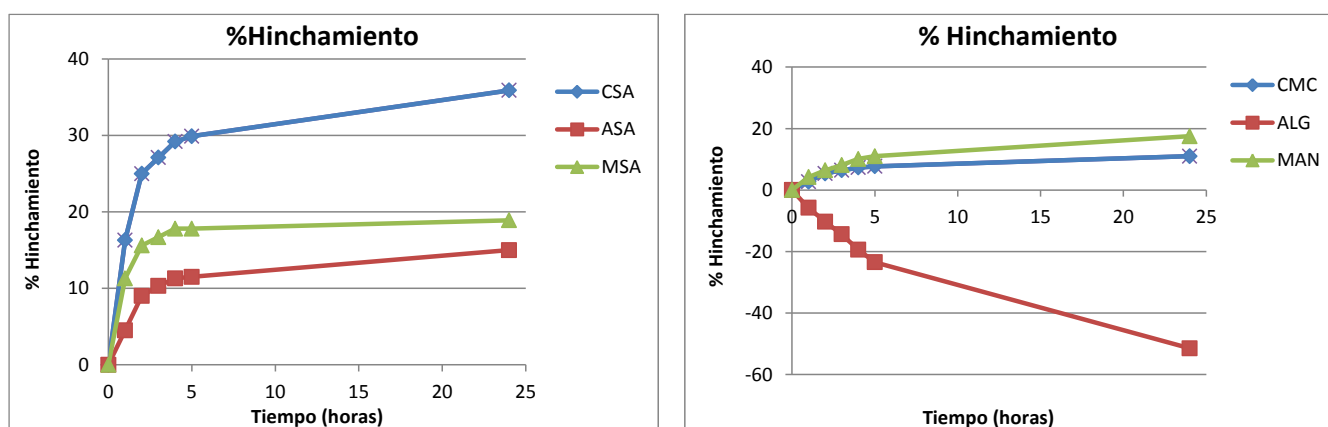 %Hinchamiento
40
30
20
10
0
0 5 10 15 20 25
% Hinchamiento
Tiempo (horas)
CSA
ASA
MSA
% Hinchamiento
40
20
0
-20
-40
-60
0 5 10 15 20 25
% Hinchamiento
Tiempo (horas)
CMC
ALG
MAN